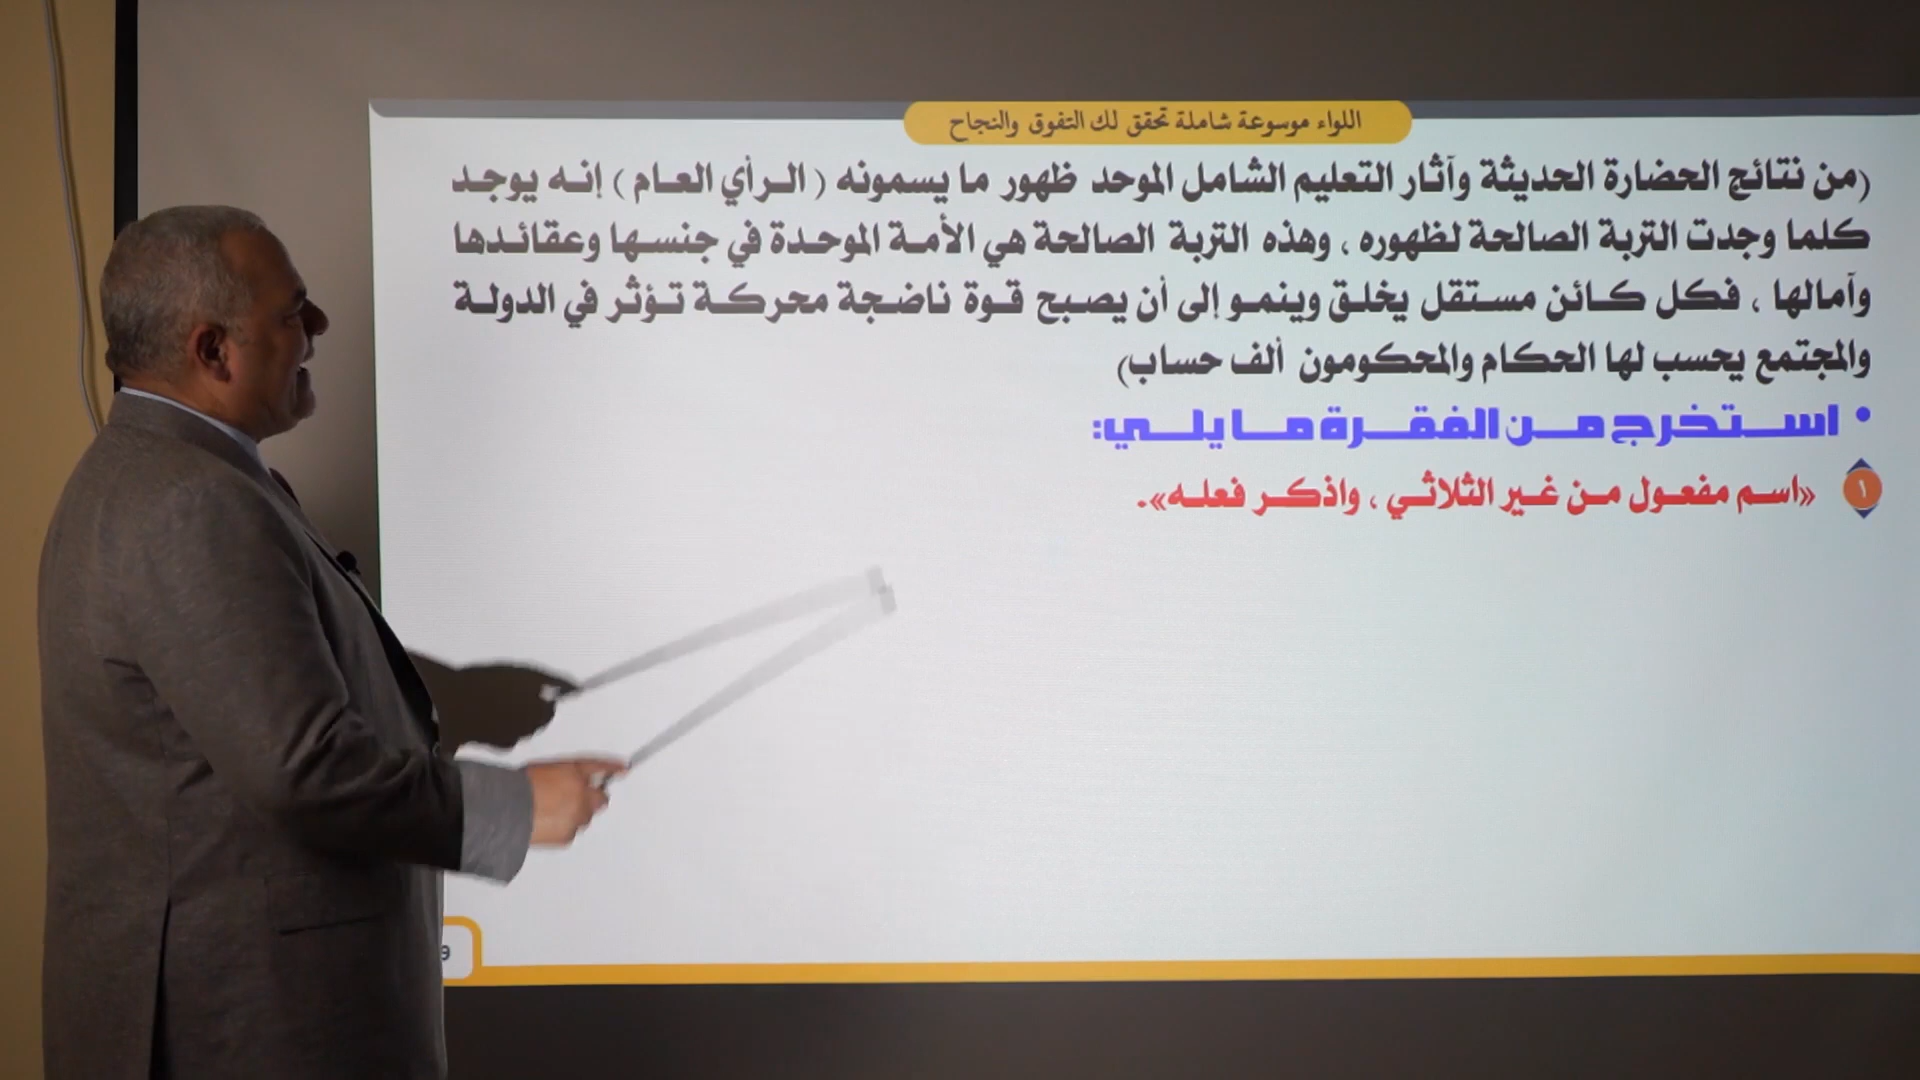 اللواء موسوعة شاملة تحقق لك التفوق والنجاح
(من نتائج الحضارة الحديثة وآثار التعليم الشامل الموحد ظهور ما يسمونه ( الرأي العام ) إنه يوجد
كلما وجدت التربة الصالحة لظهوره ، وهذه التربة الصالحة هي الأمة الموحدة في جنسها وعقائدها
وآمالها ، فكل كائن مستقل يخلق وينمو إلى أن يصبح قوة ناضجة محركة تؤثر في الدولة
والمجتمع يحسب لها الحكام والمحكومون ألف حساب)
• استخرج من الفقرة ما يلي:
١ «اسم مفعول من غير الثلاثي ، واذكر فعله».